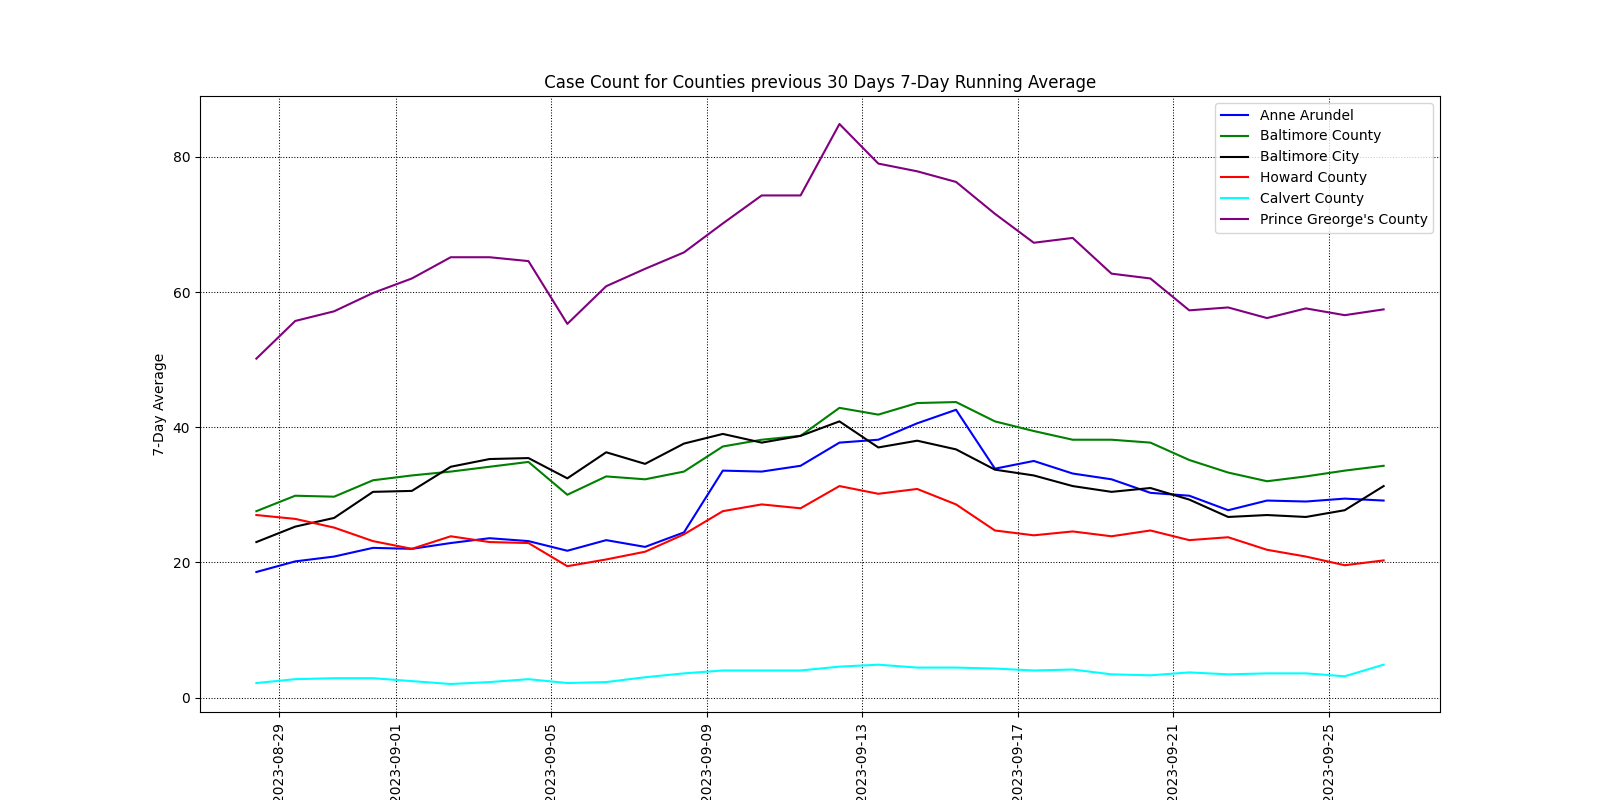 Case Count for Counties previous 30 Days 7-Day Running Average
Anne Arundel
Baltimore County
Baltimore City
Howard County
Calvert County
Prince Greorge's County
7-Day Average
80
60
40
20
0
2023-08-29
2023-09-01
2023-09-05
2023-09-09
2023-09-13
2023-09-17
2023-09-21
2023-09-25